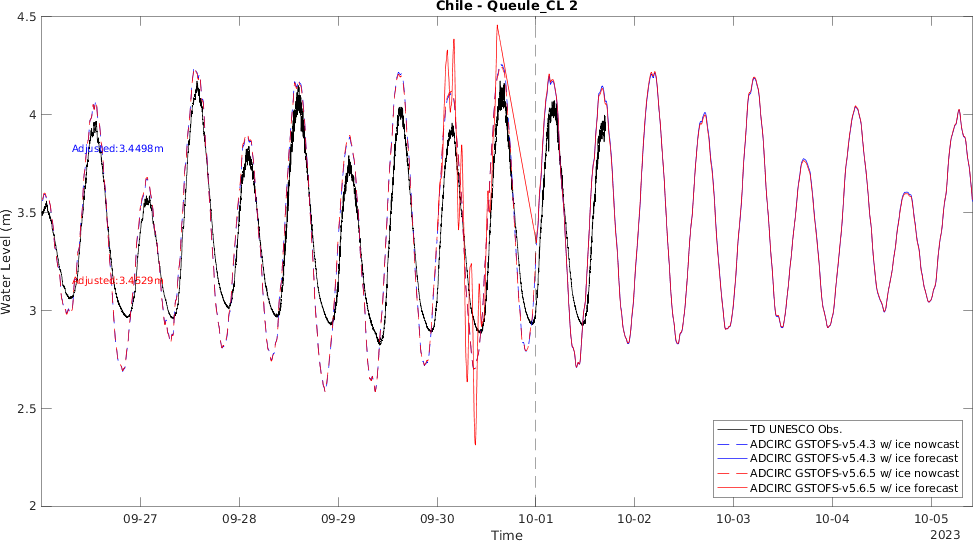 Chile - Queule_CL 2
Water Level (m)
4.5
4
3.5
3
2.5
2
Adjusted:3.4498m
Adjusted:3.4529m
TD UNESCO Obs.
ADCIRC GSTOFS-v5.4.3 w/ ice nowcast
ADCIRC GSTOFS-v5.4.3 w/ ice forecast
ADCIRC GSTOFS-v5.6.5 w/ ice nowcast
ADCIRC GSTOFS-v5.6.5 w/ ice forecast
09-27 09-28 09-29 09-30 10-01 10-02 10-03 10-04 10-05
Time
2023